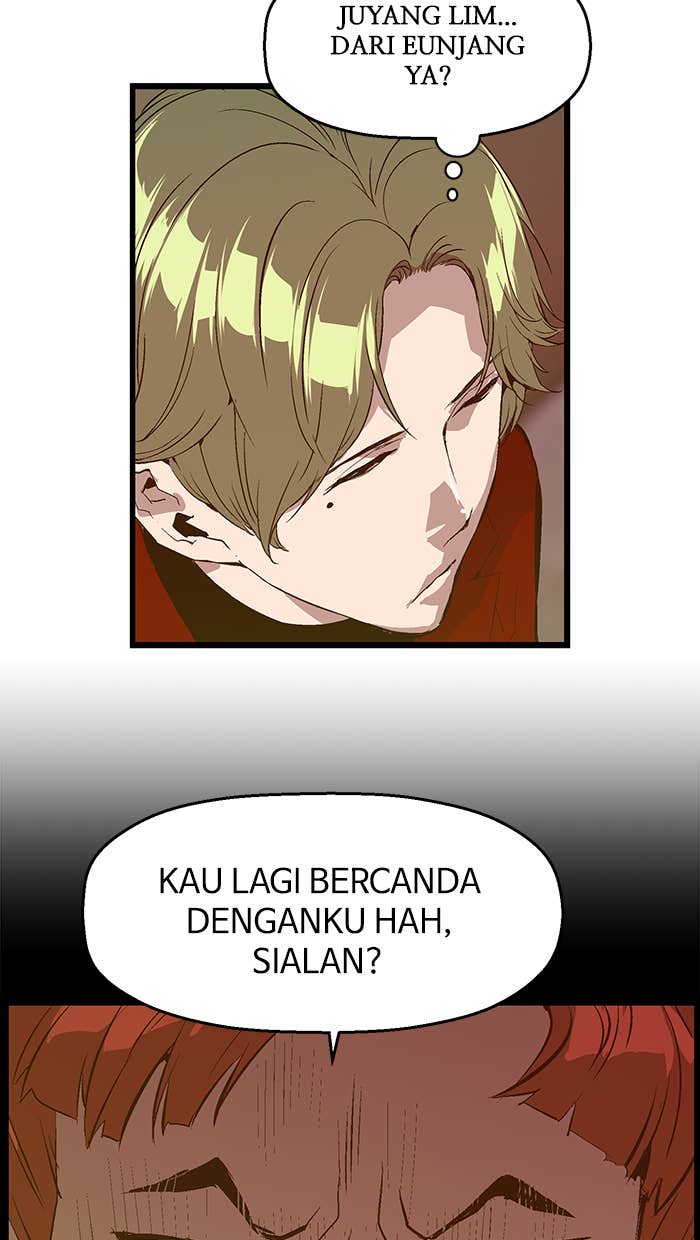 JUYANG LIM...
DARI EUNJANG
YA?
KAU LAGI BERCANDA
DENGANKU HAH,
SIALAN?